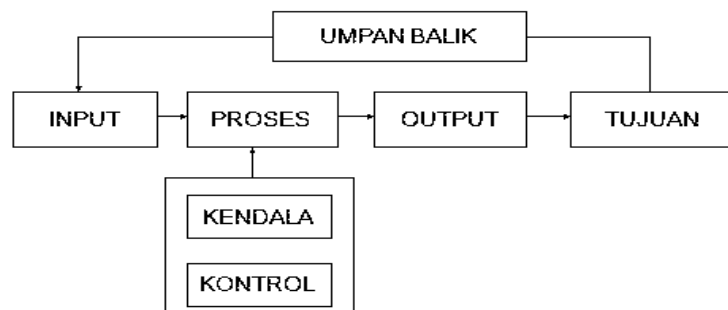 UMPAN BALIK
INPUT
PROSES
OUTPUT
TUJUAN
KENDALA
KONTROL